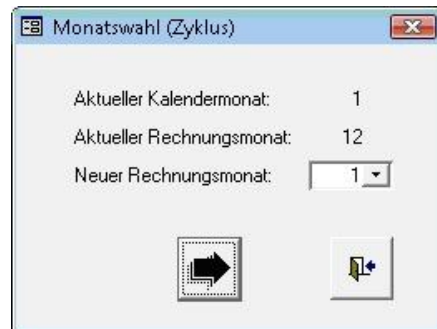 Monatswahl (Zyklus)
Aktueller Kalendermonat: 1
Aktueller Rechnungsmonat: 12
Neuer Rechnungsmonat: 1